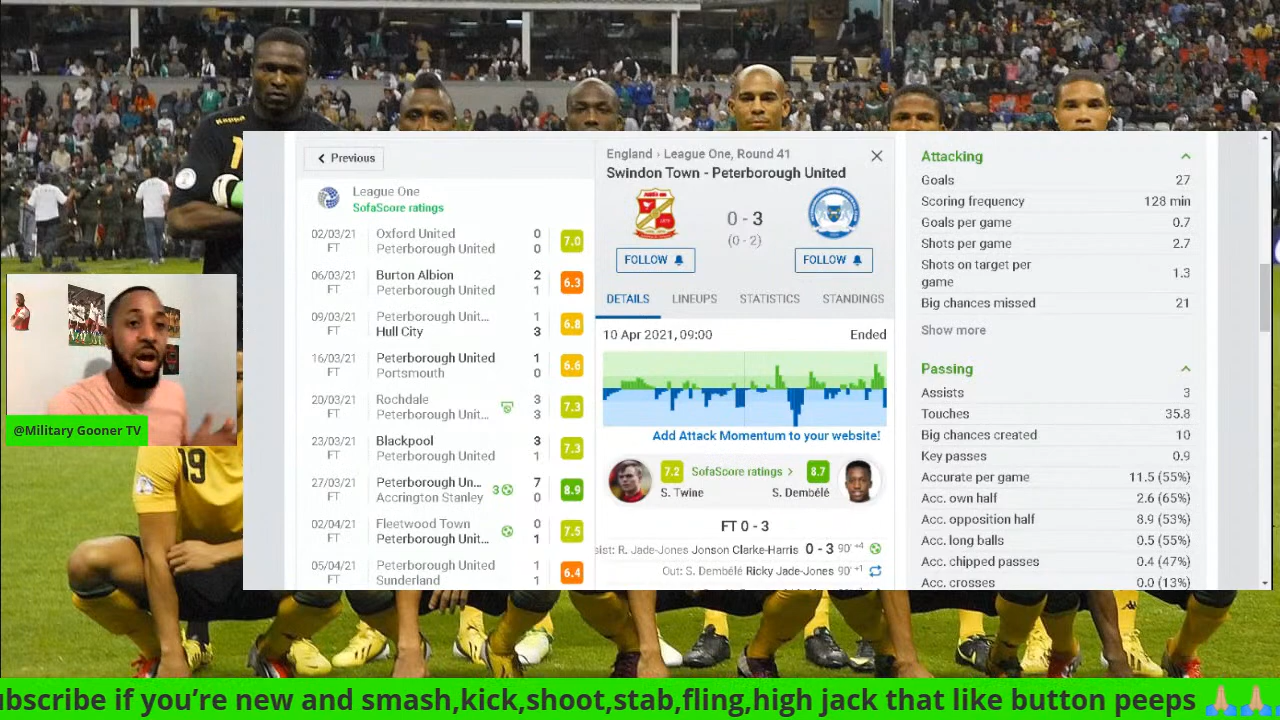 Previous
League One
SofaScore ratings
02/03/21 Oxford United 0 7.0
FT Peterborough United 0
06/03/21 Burton Albion 2 6.3
FT Peterborough United 1
09/03/21 Peterborough Unit... 1 6.8
FT Hull City 3
16/03/21 Peterborough United 1 6.6
FT Portsmouth 0
20/03/21 Rochdale 3 7.3
FT Peterborough Unit... 3
23/03/21 Blackpool 3 7.3
FT Peterborough United 1
27/03/21 Peterborough Un... 3 7 8.9
FT Accrington Stanley 0
02/04/21 Fleetwood Town 0 7.5
FT Peterborough Unit... 1
05/04/21 Peterborough United 1 6.4
FT Sunderland 1
England › League One, Round 41
Swindon Town - Peterborough United
0 - 3
(0 - 2)
FOLLOW FOLLOW
DETAILS LINEUPS STATISTICS STANDINGS
10 Apr 2021, 09:00 Ended
Add Attack Momentum to your website!
7.2 SofaScore ratings > 8.7
S. Twine S. Dembélé
FT 0 - 3
sist: R. Jade-Jones Jonson Clarke-Harris 0 - 3 90' +4
Out: S. Dembélé Ricky Jade-Jones 90' +1
Attacking
Goals 27
Scoring frequency 128 min
Goals per game 0.7
Shots per game 2.7
Shots on target per
game 1.3
Big chances missed 21
Show more
Passing
Assists 3
Touches 35.8
Big chances created 10
Key passes 0.9
Accurate per game 11.5 (55%)
Acc. own half 2.6 (65%)
Acc. opposition half 8.9 (53%)
Acc. long balls 0.5 (55%)
Acc. chipped passes 0.4 (47%)
Acc. crosses 0.0 (13%)
Kappa
1
19
@Military Gooner TV
ubscribe if you’re new and smash,kick,shoot,stab,fling,high jack that like button peeps 🙏🏼🙏🏼